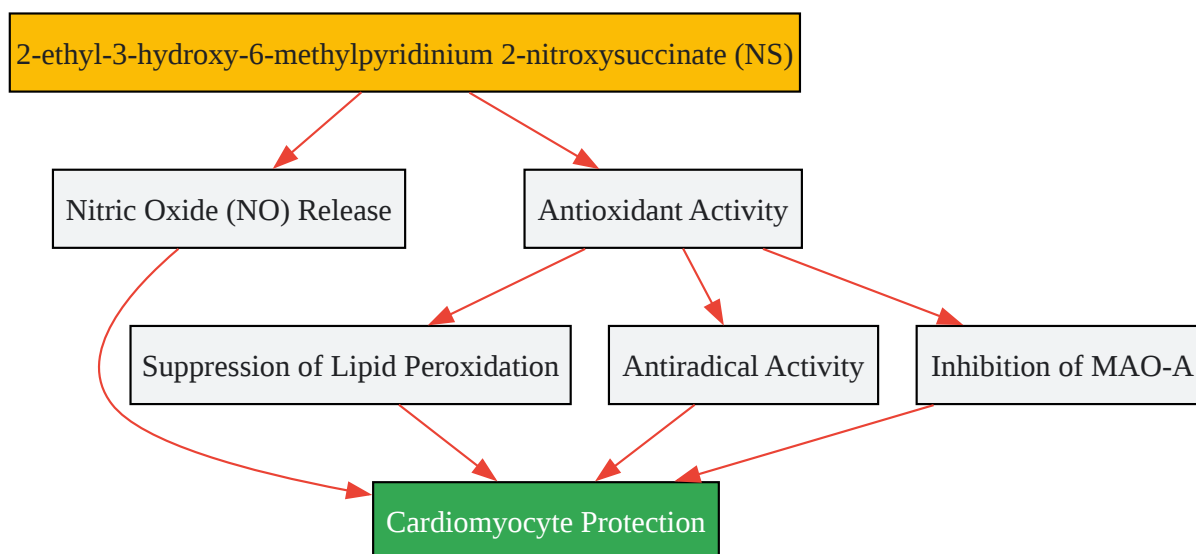 2-ethyl-3-hydroxy-6-methylpyridinium 2-nitroxysuccinate (NS)
Nitric Oxide (NO) Release
Antioxidant Activity
Suppression of Lipid Peroxidation
Antiradical Activity
Inhibition of MAO-A
Cardiomyocyte Protection